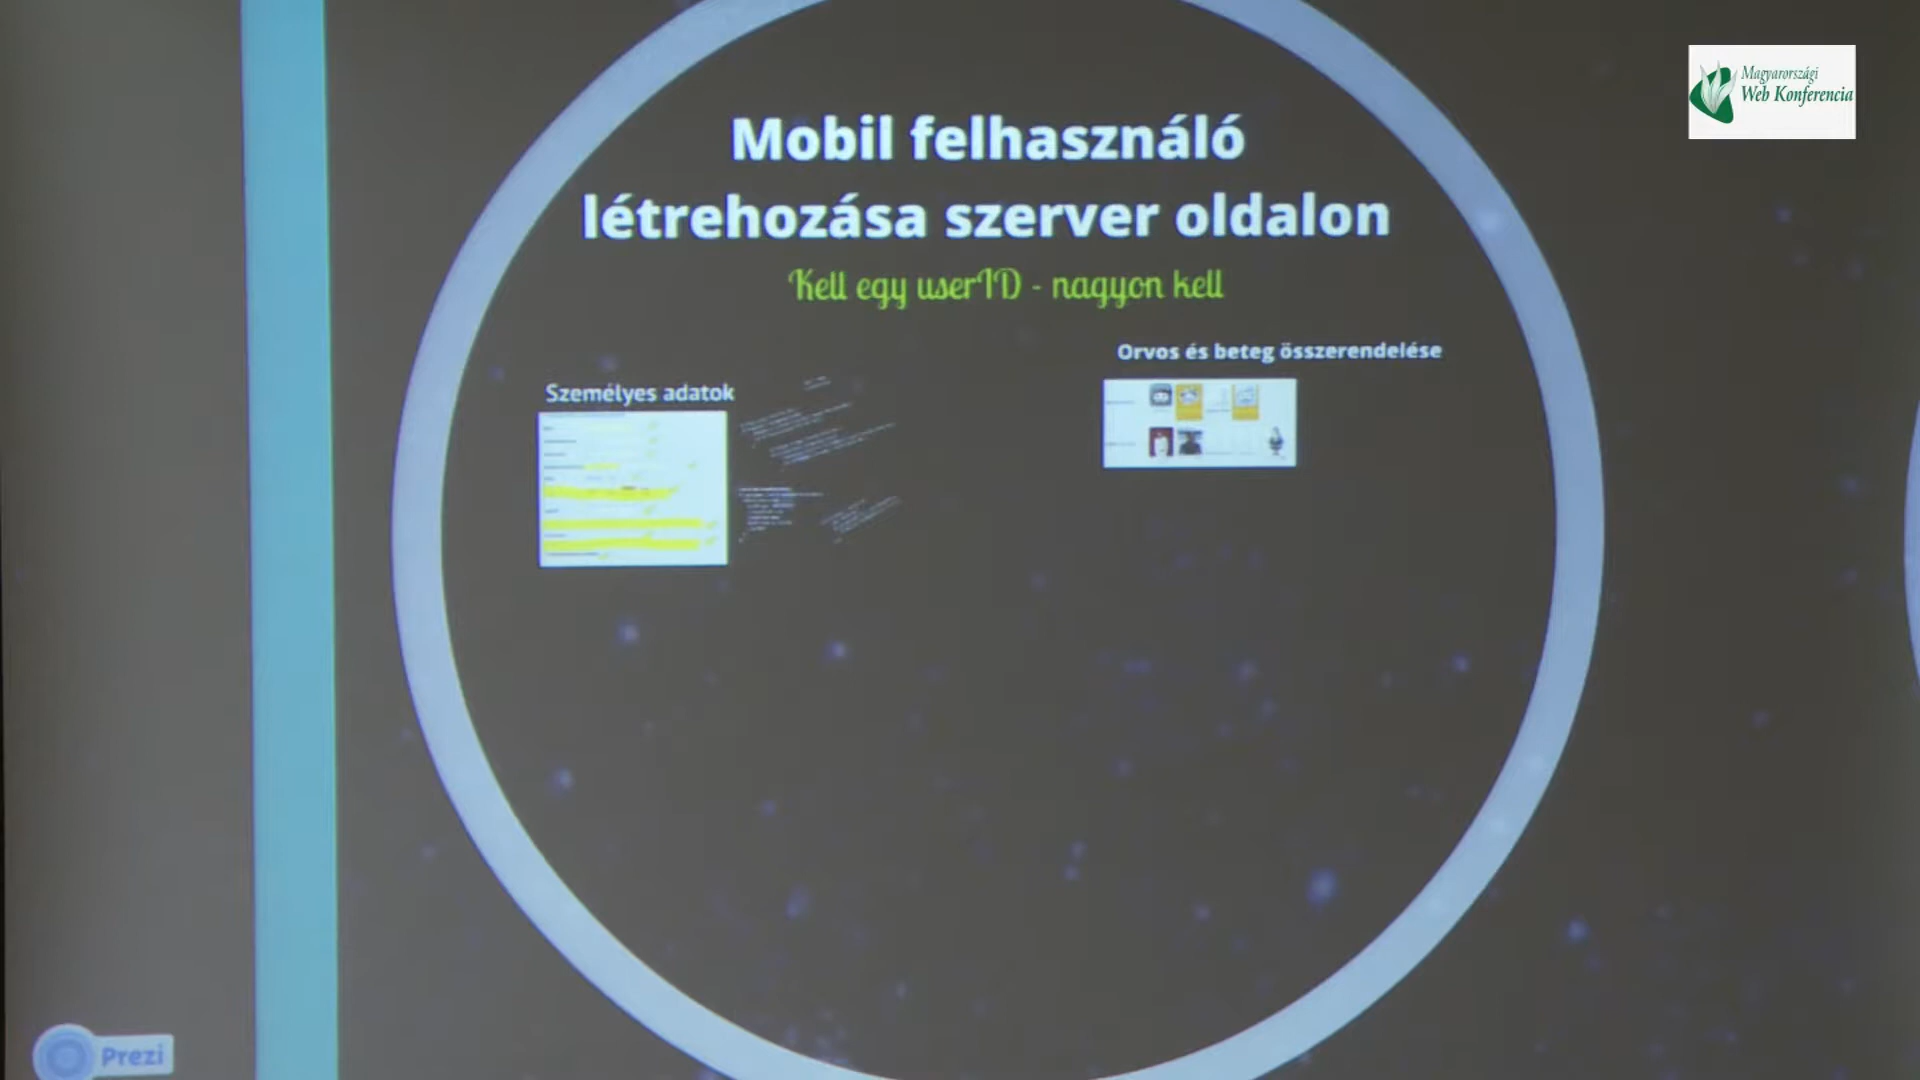 Magyarországi
Web Konferencia
Mobil felhasználó
létrehozása szerver oldalon
Kell egy userID - nagyon kell
Orvos és beteg összerendelése
Személyes adatok
Prezi